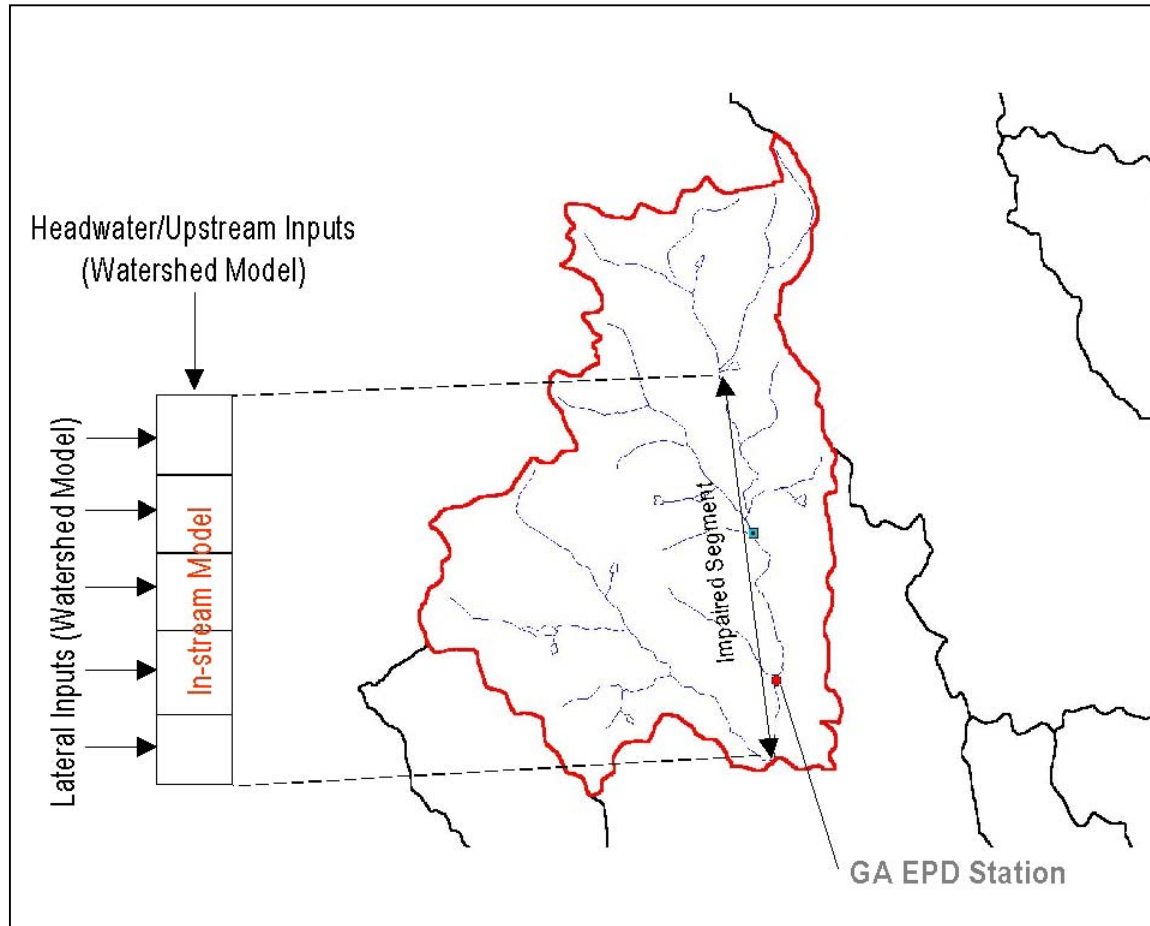 Headwater/Upstream Inputs
(Watershed Model)
Lateral Inputs (Watershed Model)
In-stream Model
Impaired Segment
GA EPD Station